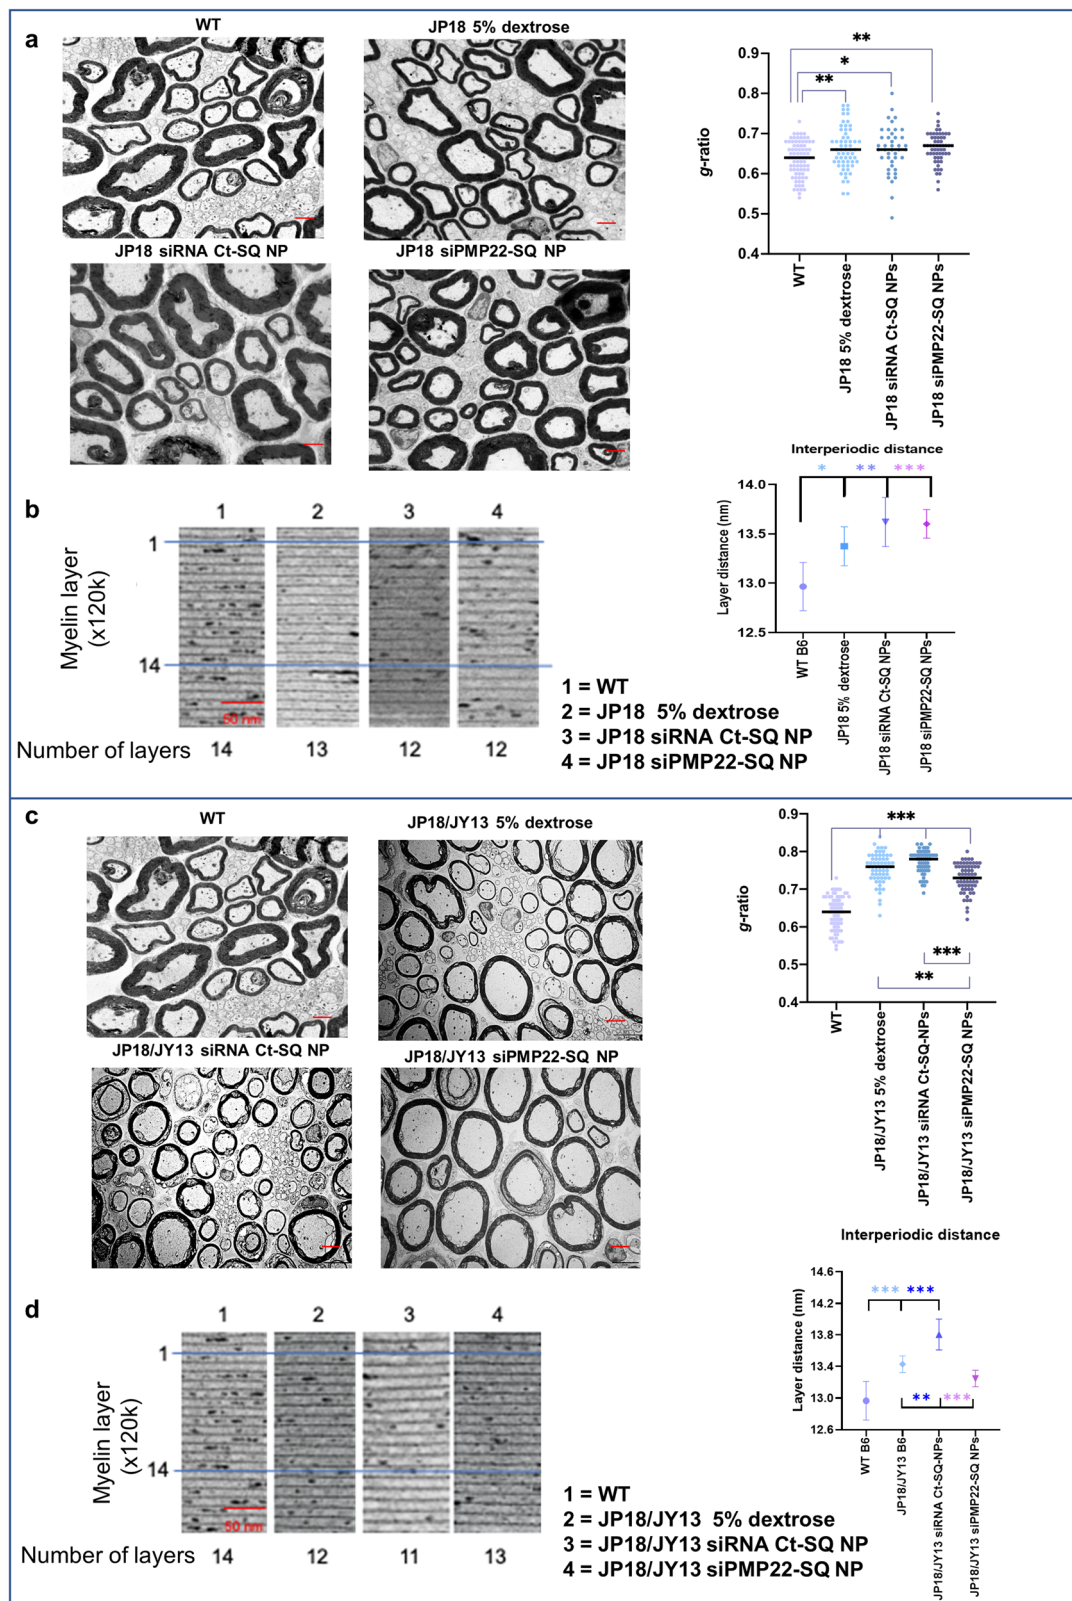 a
WT
JP18 5% dextrose
JP18 siRNA Ct-SQ NP
JP18 siPMP22-SQ NP
**
*
**
g-ratio
0.9
0.8
0.7
0.6
0.5
0.4
WT
JP18 5% dextrose
JP18 siRNA Ct-SQ NPs
JP18 siPMP22-SQ NPs
b
1 2 3 4
1
14
Myelin layer
(x120k)
50 nm
Number of layers 14 13 12 12
1 = WT
2 = JP18 5% dextrose
3 = JP18 siRNA Ct-SQ NP
4 = JP18 siPMP22-SQ NP
Interperiodic distance
* ** ***
Layer distance (nm)
14.0
13.5
13.0
12.5
WT B6
JP18 5% dextrose
JP18 siRNA Ct-SQ NPs
JP18 siPMP22-SQ NPs
c
WT
JP18/JY13 5% dextrose
JP18/JY13 siRNA Ct-SQ NP
JP18/JY13 siPMP22-SQ NP
***
***
**
g-ratio
0.9
0.8
0.7
0.6
0.5
0.4
WT
JP18/JY13 5% dextrose
JP18/JY13 siRNA Ct-SQ-NPs
JP18/JY13 siPMP22-SQ NPs
d
1 2 3 4
1
14
Myelin layer
(x120k)
50 nm
Number of layers 14 12 11 13
1 = WT
2 = JP18/JY13 5% dextrose
3 = JP18/JY13 siRNA Ct-SQ NP
4 = JP18/JY13 siPMP22-SQ NP
Interperiodic distance
*** ***
** ***
Layer distance (nm)
14.6
14.2
13.8
13.4
13.0
12.6
WT B6
JP18/JY13 B6
JP18/JY13 siRNA Ct-SQ-NPs
JP18/JY13 siPMP22-SQ NPs